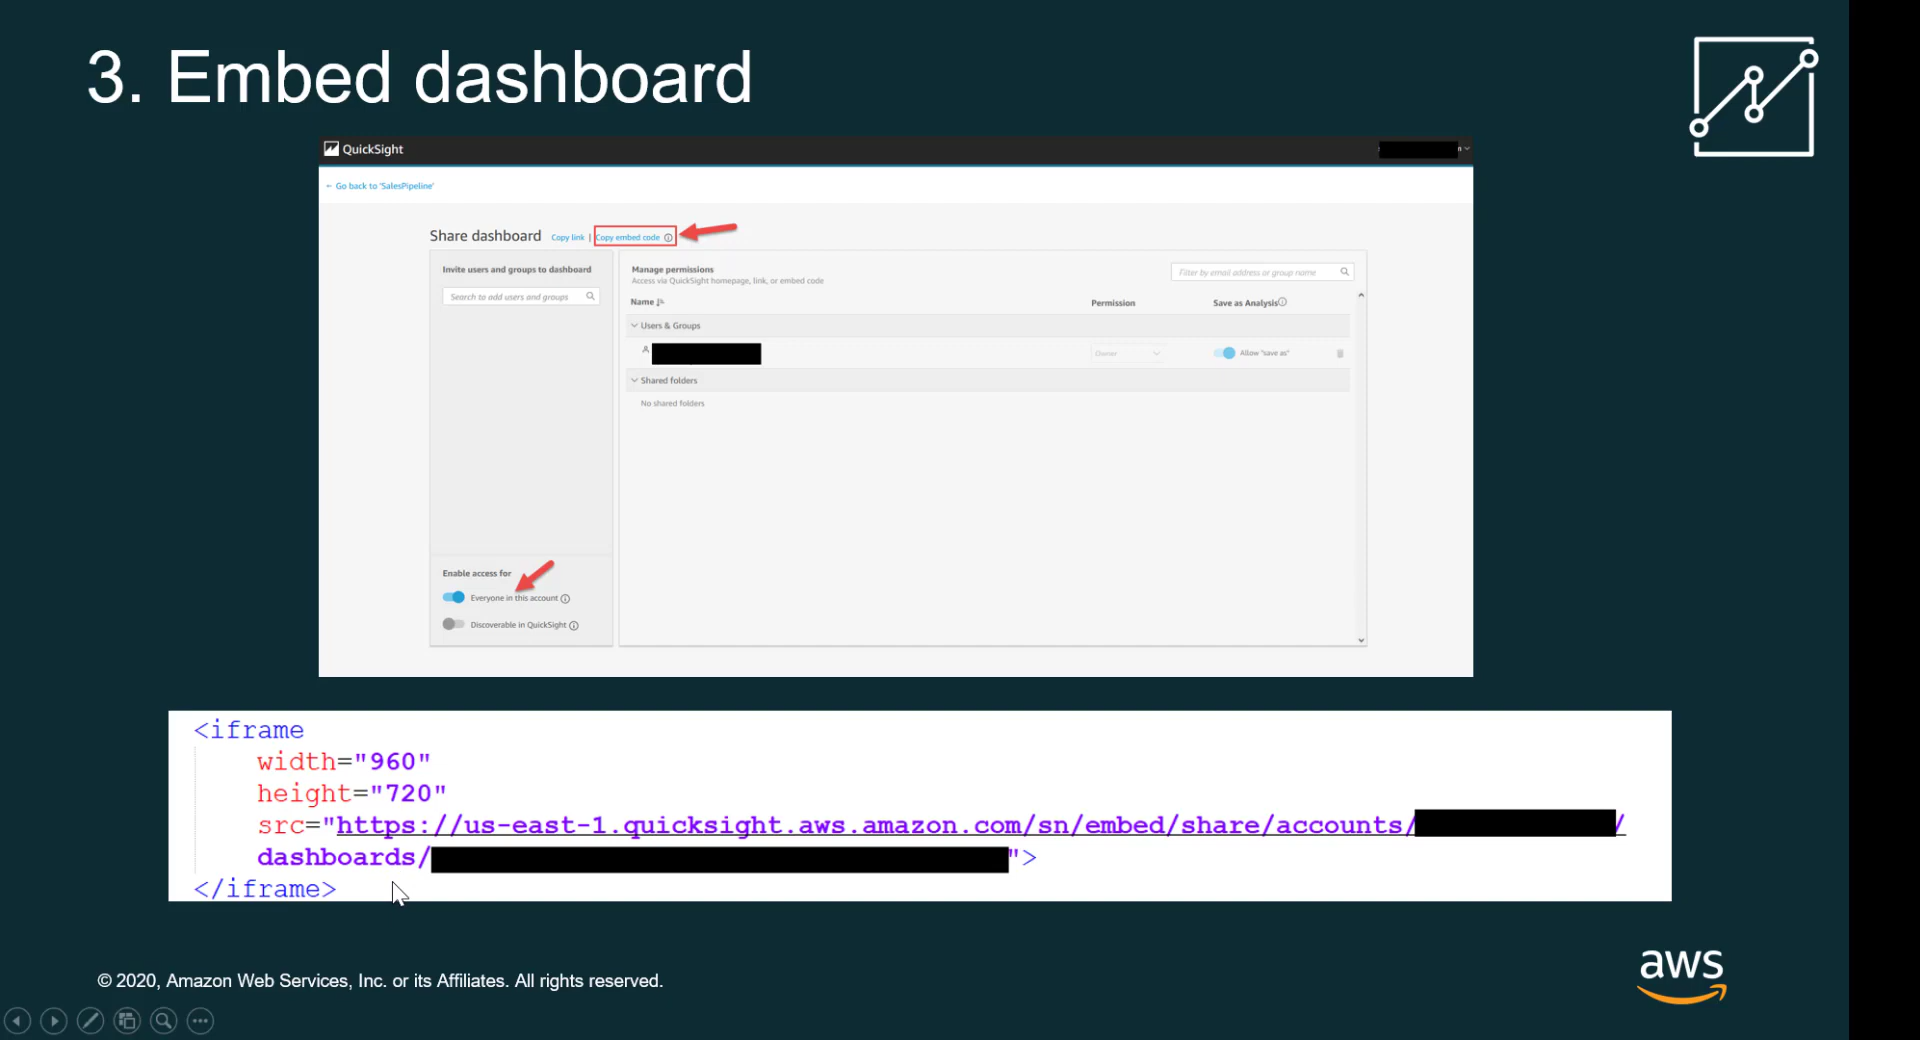 3. Embed dashboard
QuickSight
← Go back to 'SalesPipeline'
Share dashboard Copy link | Copy embed code
Invite users and groups to dashboard
Search to add users and groups
Manage permissions
Access via QuickSight homepage, link, or embed code
Filter by email address or group name
Name Permission Save as Analysis
Users & Groups
Owner Allow "save as"
Shared folders
No shared folders
Enable access for
Everyone in this account
Discoverable in QuickSight
<iframe
width="960"
height="720"
src="https://us-east-1.quicksight.aws.amazon.com/sn/embed/share/accounts/ /
dashboards/ ">
</iframe>
© 2020, Amazon Web Services, Inc. or its Affiliates. All rights reserved.
aws